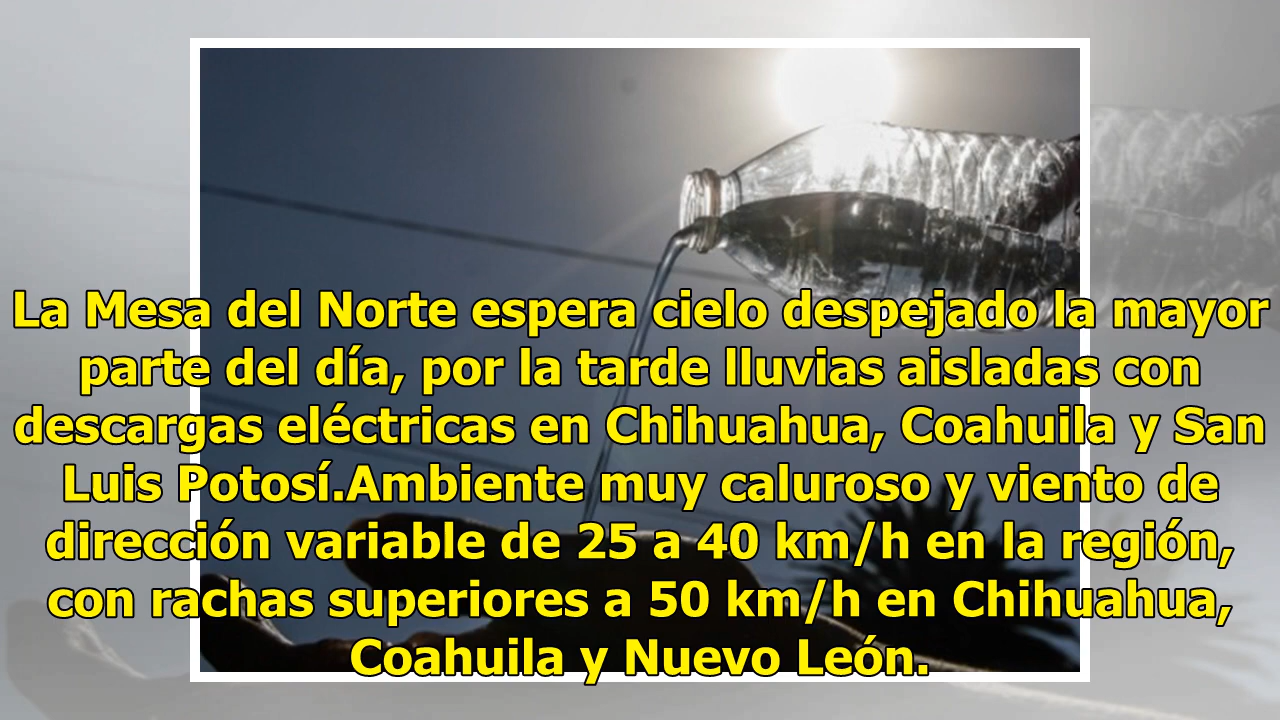 La Mesa del Norte espera cielo despejado la mayor
parte del día, por la tarde lluvias aisladas con
descargas eléctricas en Chihuahua, Coahuila y San
Luis Potosí.Ambiente muy caluroso y viento de
dirección variable de 25 a 40 km/h en la región,
con rachas superiores a 50 km/h en Chihuahua,
Coahuila y Nuevo León.